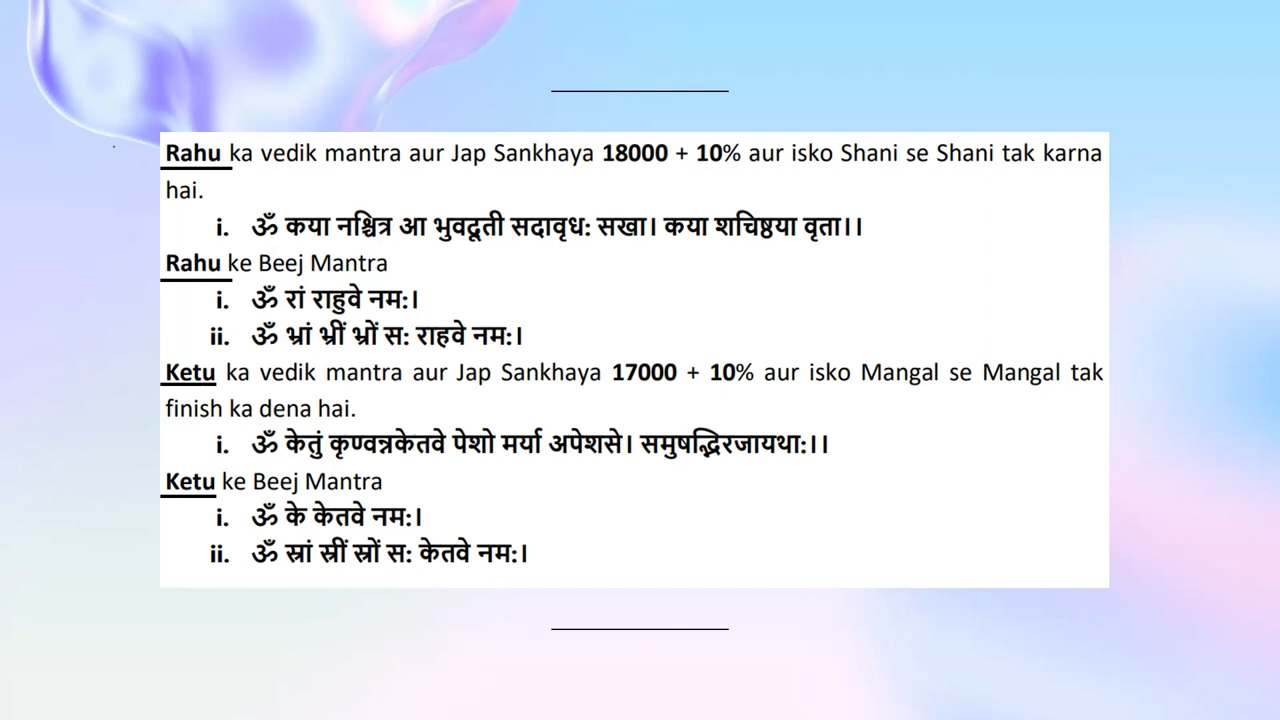 Rahu ka vedik mantra aur Jap Sankhaya 18000 + 10% aur isko Shani se Shani tak karna
hai.
i. ॐ कया नश्चित्र आ भुवदूती सदावृध: सखा। कया शचिष्ठया वृता।।
Rahu ke Beej Mantra
i. ॐ रां राहुवे नम:।
ii. ॐ भ्रां भ्रीं भ्रों स: राहवे नम:।
Ketu ka vedik mantra aur Jap Sankhaya 17000 + 10% aur isko Mangal se Mangal tak
finish ka dena hai.
i. ॐ केतुं कृण्वन्नकेतवे पेशो मर्या अपेशसे। समुषद्भिरजायथा:।।
Ketu ke Beej Mantra
i. ॐ के केतवे नम:।
ii. ॐ स्रां स्रीं स्रों स: केतवे नम:।